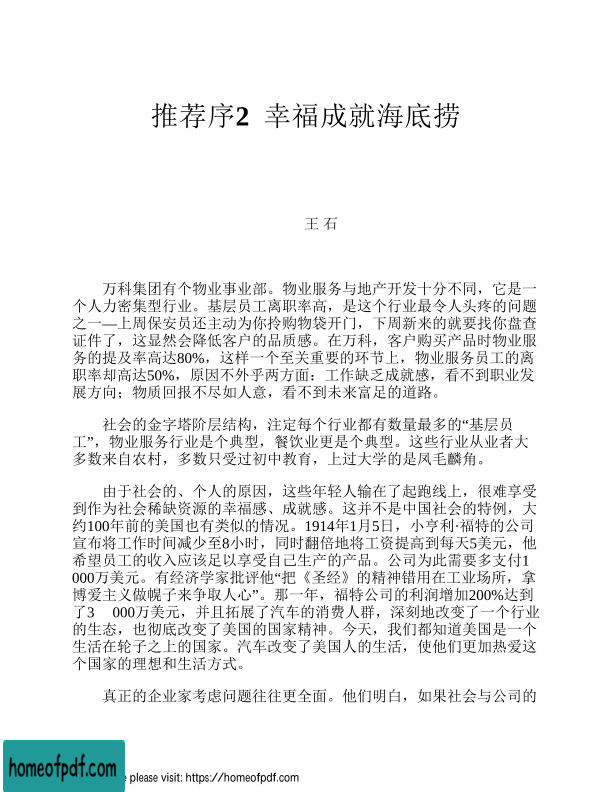 推荐序2 幸福成就海底捞
王 石
万科集团有个物业事业部。物业服务与地产开发十分不同，它是一
个人力密集型行业。基层员工离职率高，是这个行业最令人头疼的问题
之一—上周保安员还主动为你拎购物袋开门，下周新来的就要找你盘查
证件了，这显然会降低客户的品质感。在万科，客户购买产品时物业服
务的提及率高达80%，这样一个至关重要的环节上，物业服务员工的离
职率却高达50%，原因不外乎两方面：工作缺乏成就感，看不到职业发
展方向；物质回报不尽如人意，看不到未来富足的道路。
社会的金字塔阶层结构，注定每个行业都有数量最多的“基层员
工”，物业服务行业是个典型，餐饮业更是个典型。这些行业从业者大
多数来自农村，多数只受过初中教育，上过大学的是凤毛麟角。
由于社会的、个人的原因，这些年轻人输在了起跑线上，很难享受
到作为社会稀缺资源的幸福感、成就感。这并不是中国社会的特例，大
约100年前的美国也有类似的情况。1914年1月5日，小亨利·福特的公司
宣布将工作时间减少至8小时，同时翻倍地将工资提高到每天5美元，他
希望员工的收入应该足以享受自己生产的产品。公司为此需要多支付1
000万美元。有经济学家批评他“把《圣经》的精神错用在工业场所，拿
博爱主义做幌子来争取人心”。那一年，福特公司的利润增加200%达到
了3 000万美元，并且拓展了汽车的消费人群，深刻地改变了一个行业
的生态，也彻底改变了美国的国家精神。今天，我们都知道美国是一个
生活在轮子之上的国家。汽车改变了美国人的生活，使他们更加热爱这
个国家的理想和生活方式。
真正的企业家考虑问题往往更全面。他们明白，如果社会与公司的
homeofpdf.com
e please visit: https://homeofpdf.com